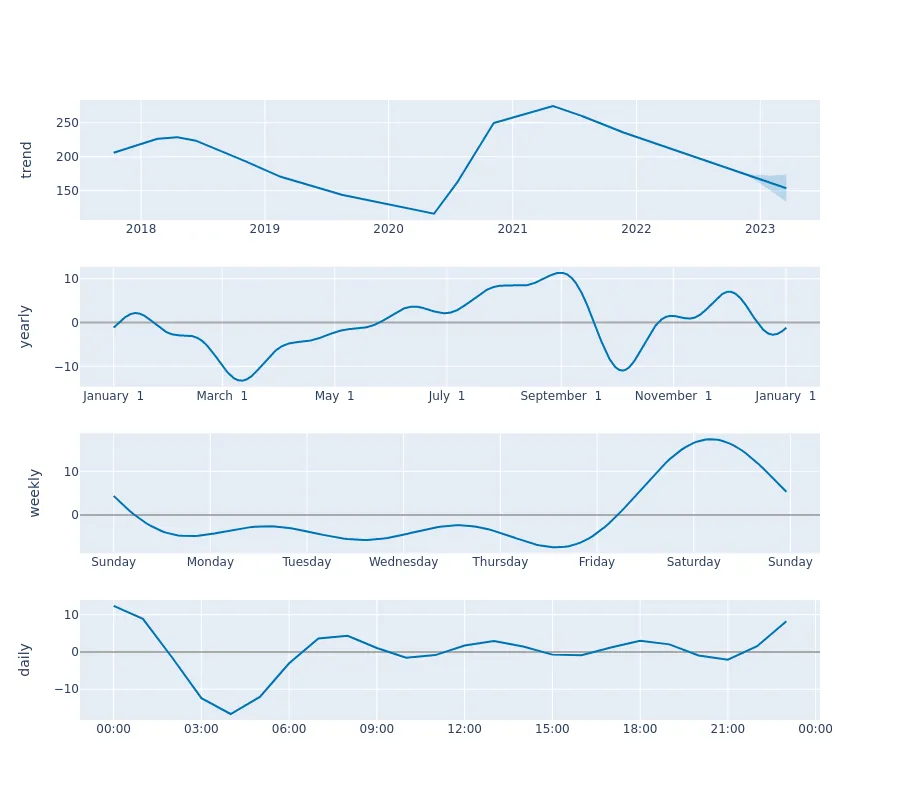 trend
250
200
150
2018 2019 2020 2021 2022 2023
yearly
10
0
−10
January 1 March 1 May 1 July 1 September 1 November 1 January 1
weekly
10
0
Sunday Monday Tuesday Wednesday Thursday Friday Saturday Sunday
daily
10
0
−10
00:00 03:00 06:00 09:00 12:00 15:00 18:00 21:00 00:00